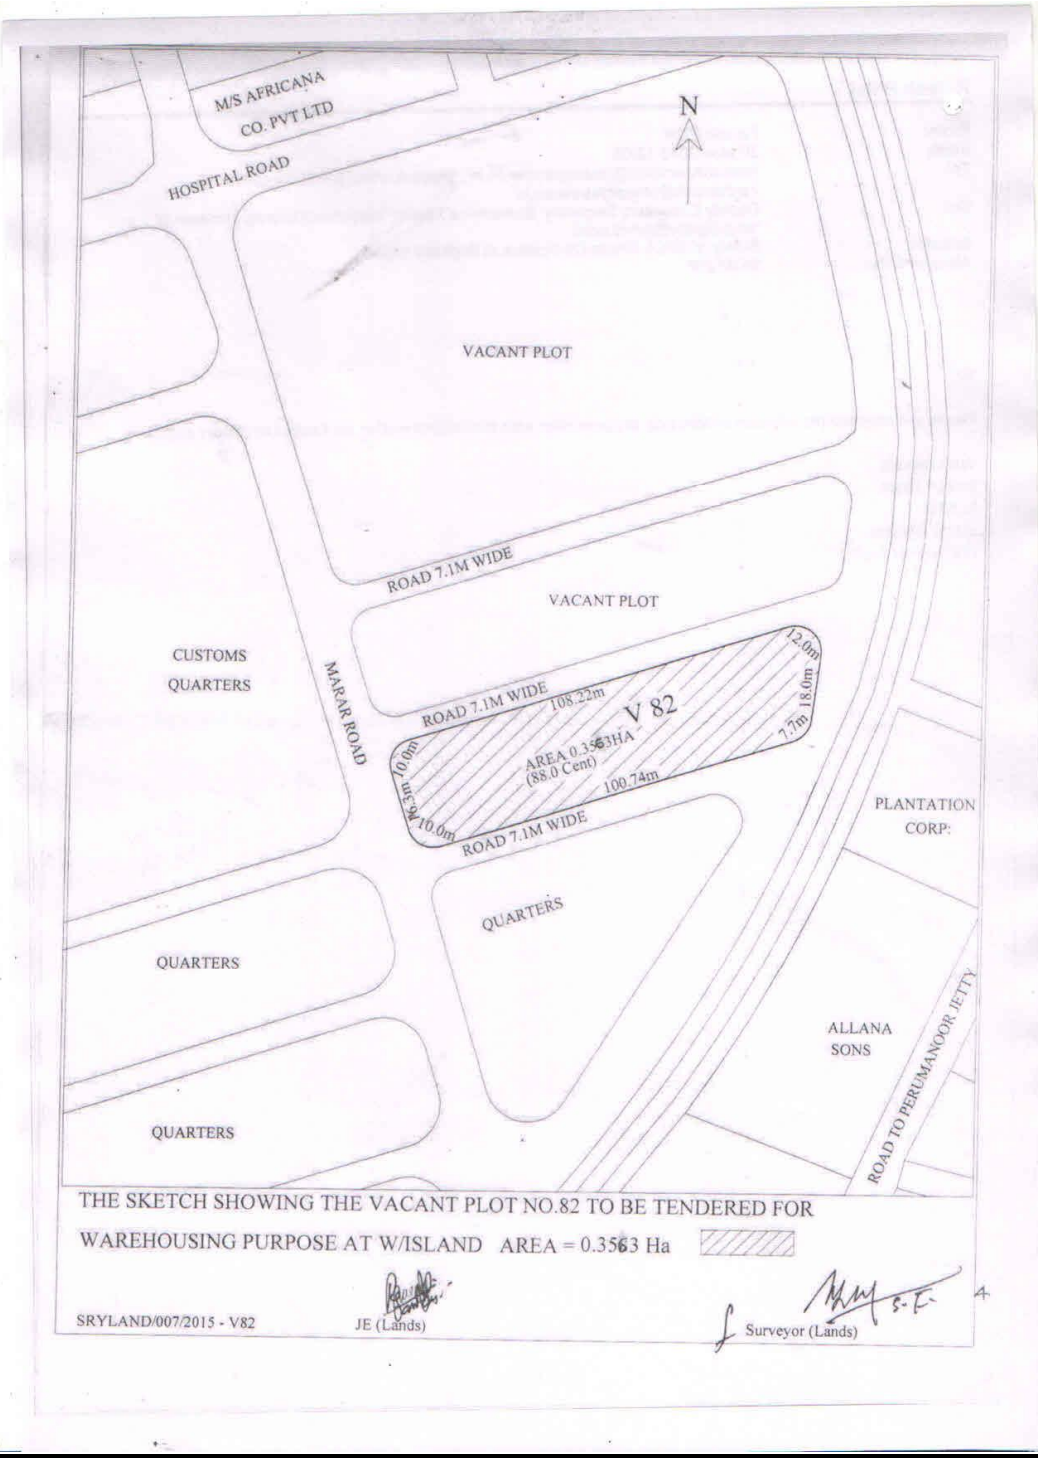 M/S AFRICANA
CO. PVT LTD
N
HOSPITAL ROAD
VACANT PLOT
ROAD 7.1M WIDE
VACANT PLOT
CUSTOMS
QUARTERS
MARAR ROAD
12.0m
18.0m
7.7m
ROAD 7.1M WIDE
108.22m
V 82
AREA 0.3563HA
(88.0 Cent)
10.0m
16.3m
10.0m
100.74m
ROAD 7.1M WIDE
PLANTATION
CORP:
QUARTERS
QUARTERS
ALLANA
SONS
ROAD TO PERUMANOOR JETTY
QUARTERS
THE SKETCH SHOWING THE VACANT PLOT NO.82 TO BE TENDERED FOR
WAREHOUSING PURPOSE AT W/ISLAND AREA = 0.3563 Ha
SRYLAND/007/2015 - V82
JE (Lands)
S.F.
4
Surveyor (Lands)